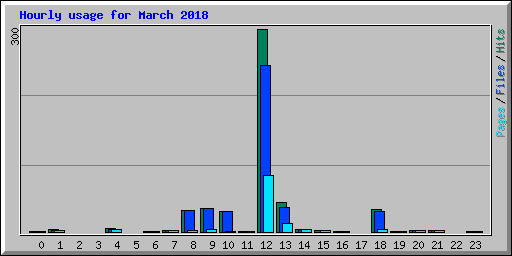 Hourly usage for March 2018
300
Pages/Files/Hits
0 1 2 3 4 5 6 7 8 9 10 11 12 13 14 15 16 17 18 19 20 21 22 23